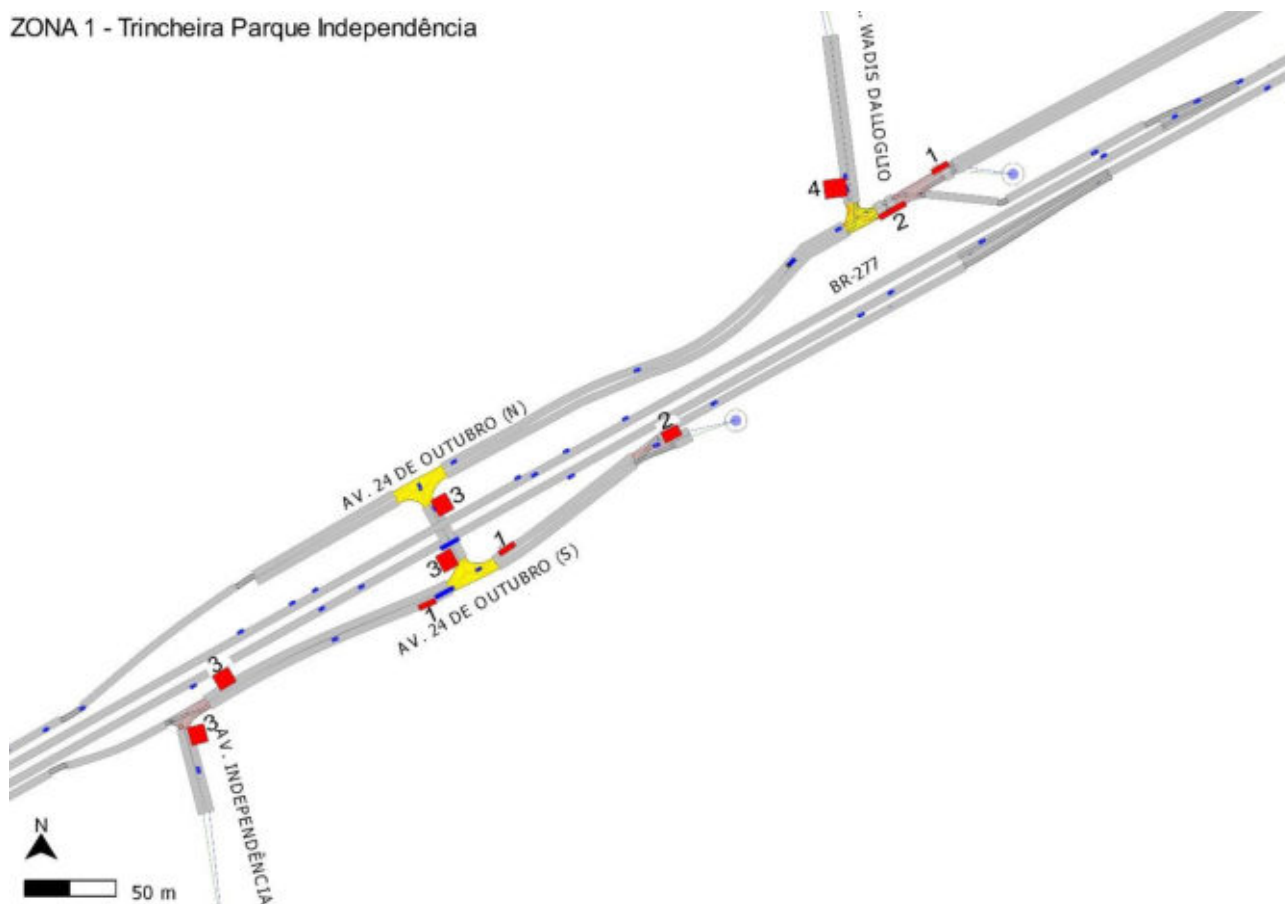 ZONA 1 - Trincheira Parque Independência
. WADIS DALLOGLIO
1
4
2
BR-277
AV. 24 DE OUTUBRO (N)
2
3
1
3
1
AV. 24 DE OUTUBRO (S)
3
3
AV. INDEPENDÊNCIA
N
50 m